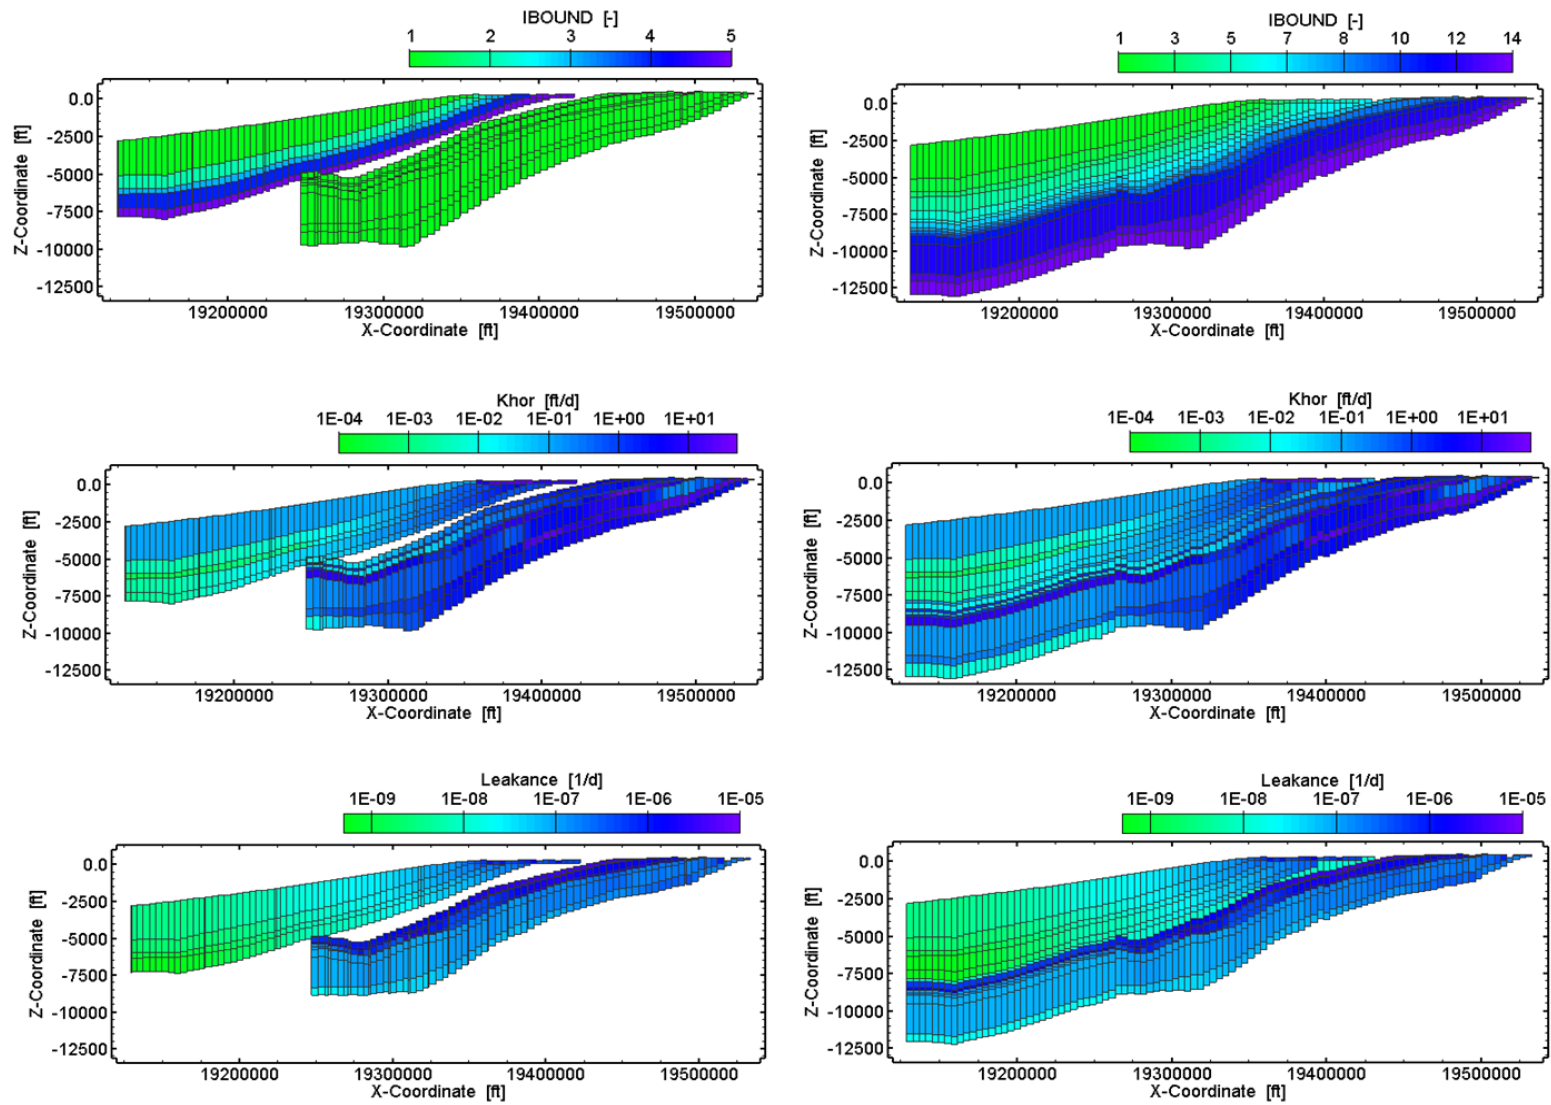 IBOUND [-]
1 2 3 4 5
0.0
-2500
-5000
-7500
-10000
-12500
Z-Coordinate [ft]
19200000 19300000 19400000 19500000
X-Coordinate [ft]
IBOUND [-]
1 3 5 7 8 10 12 14
0.0
-2500
-5000
-7500
-10000
-12500
Z-Coordinate [ft]
19200000 19300000 19400000 19500000
X-Coordinate [ft]
Khor [ft/d]
1E-04 1E-03 1E-02 1E-01 1E+00 1E+01
0.0
-2500
-5000
-7500
-10000
-12500
Z-Coordinate [ft]
19200000 19300000 19400000 19500000
X-Coordinate [ft]
Khor [ft/d]
1E-04 1E-03 1E-02 1E-01 1E+00 1E+01
0.0
-2500
-5000
-7500
-10000
-12500
Z-Coordinate [ft]
19200000 19300000 19400000 19500000
X-Coordinate [ft]
Leakance [1/d]
1E-09 1E-08 1E-07 1E-06 1E-05
0.0
-2500
-5000
-7500
-10000
-12500
Z-Coordinate [ft]
19200000 19300000 19400000 19500000
X-Coordinate [ft]
Leakance [1/d]
1E-09 1E-08 1E-07 1E-06 1E-05
0.0
-2500
-5000
-7500
-10000
-12500
Z-Coordinate [ft]
19200000 19300000 19400000 19500000
X-Coordinate [ft]